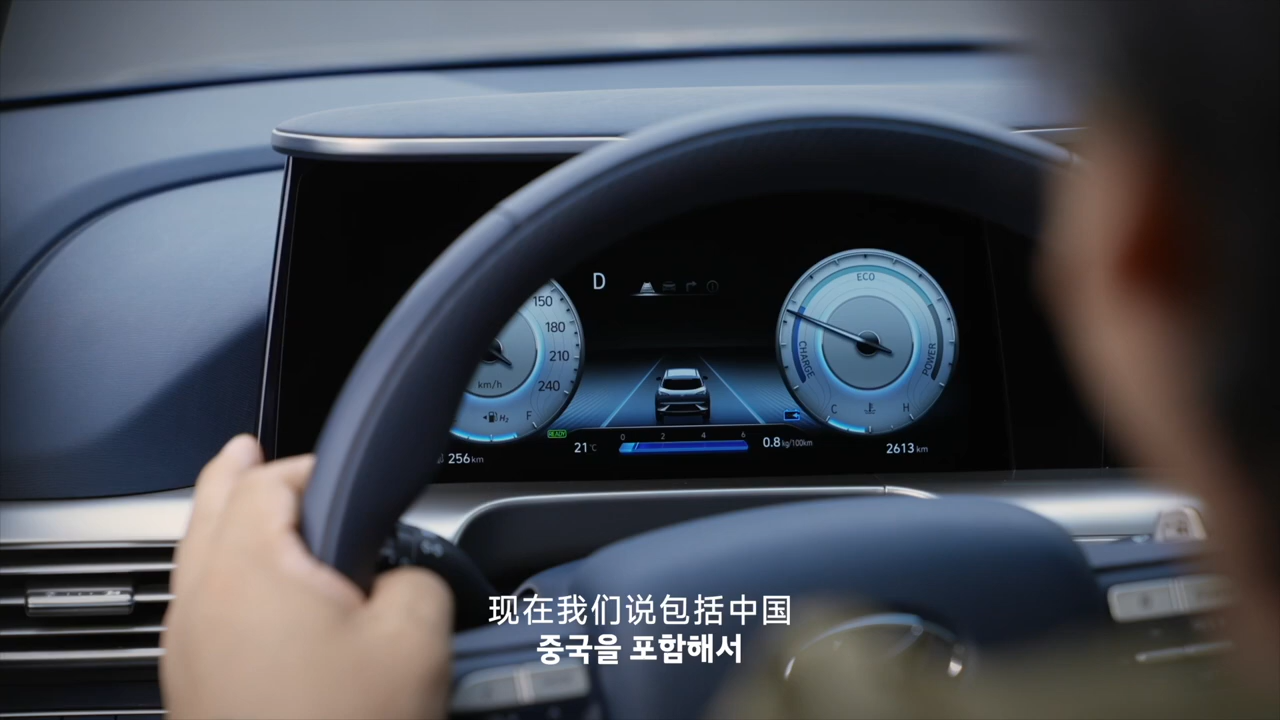 D
150
180
210
240
km/h
H₂
F
ECO
CHARGE
POWER
C
H
READY
21℃
0 2 4 6
0.8kg/100km
256km
2613km
现在我们说包括中国
중국을 포함해서